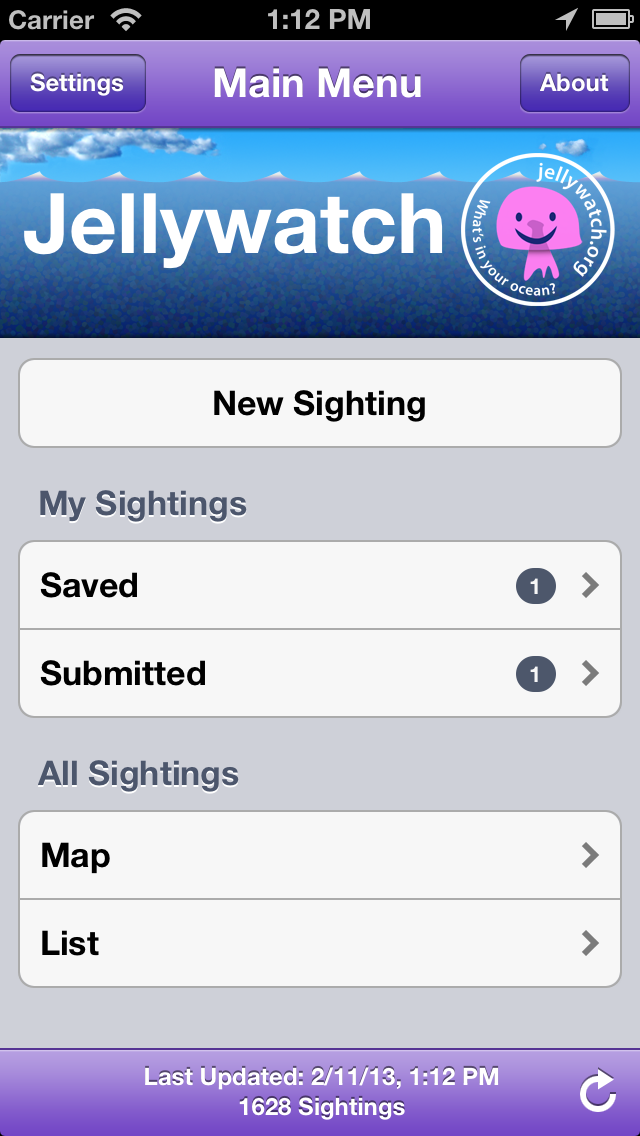 Carrier 1:12 PM
Settings Main Menu About
Jellywatch
jellywatch.org
What's in your ocean?
New Sighting
My Sightings
Saved 1
Submitted 1
All Sightings
Map
List
Last Updated: 2/11/13, 1:12 PM
1628 Sightings